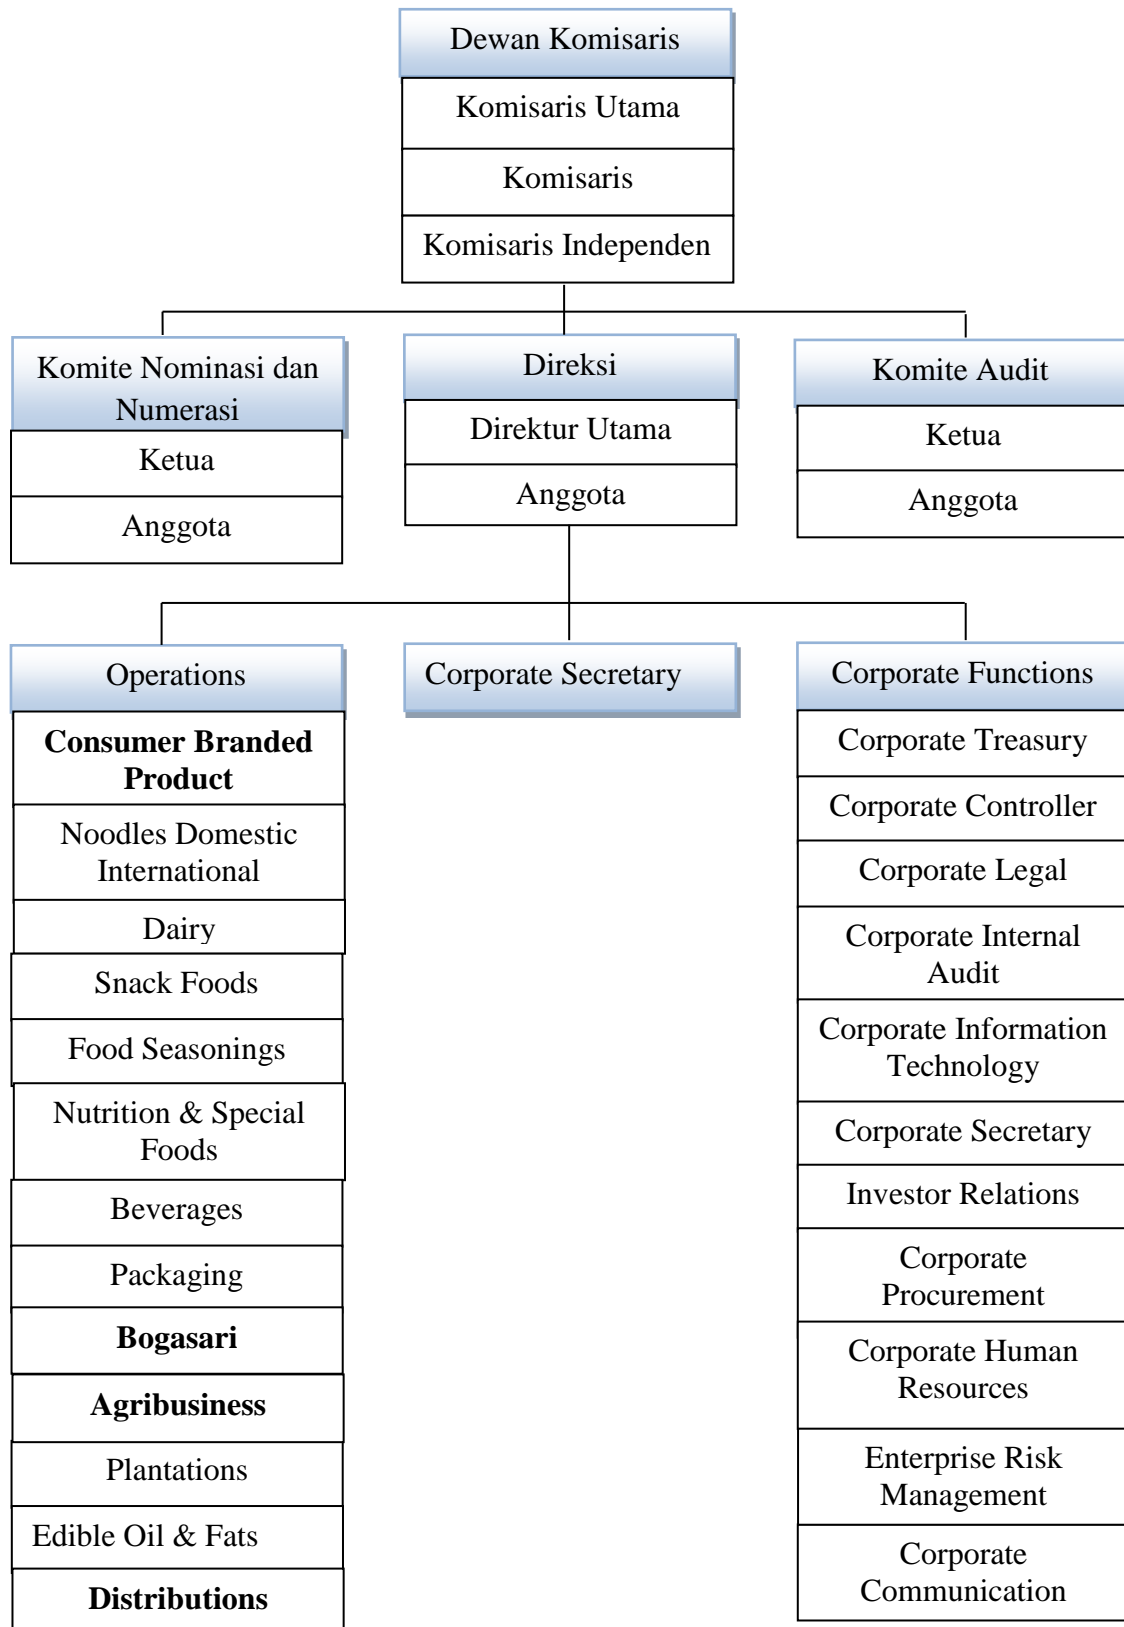 Dewan Komisaris
Komisaris Utama
Komisaris
Komisaris Independen
Komite Nominasi dan
Numerasi
Ketua
Anggota
Direksi
Direktur Utama
Anggota
Komite Audit
Ketua
Anggota
Operations
Consumer Branded
Product
Noodles Domestic
International
Dairy
Snack Foods
Food Seasonings
Nutrition & Special
Foods
Beverages
Packaging
Bogasari
Agribusiness
Plantations
Edible Oil & Fats
Distributions
Corporate Secretary
Corporate Functions
Corporate Treasury
Corporate Controller
Corporate Legal
Corporate Internal
Audit
Corporate Information
Technology
Corporate Secretary
Investor Relations
Corporate
Procurement
Corporate Human
Resources
Enterprise Risk
Management
Corporate
Communication